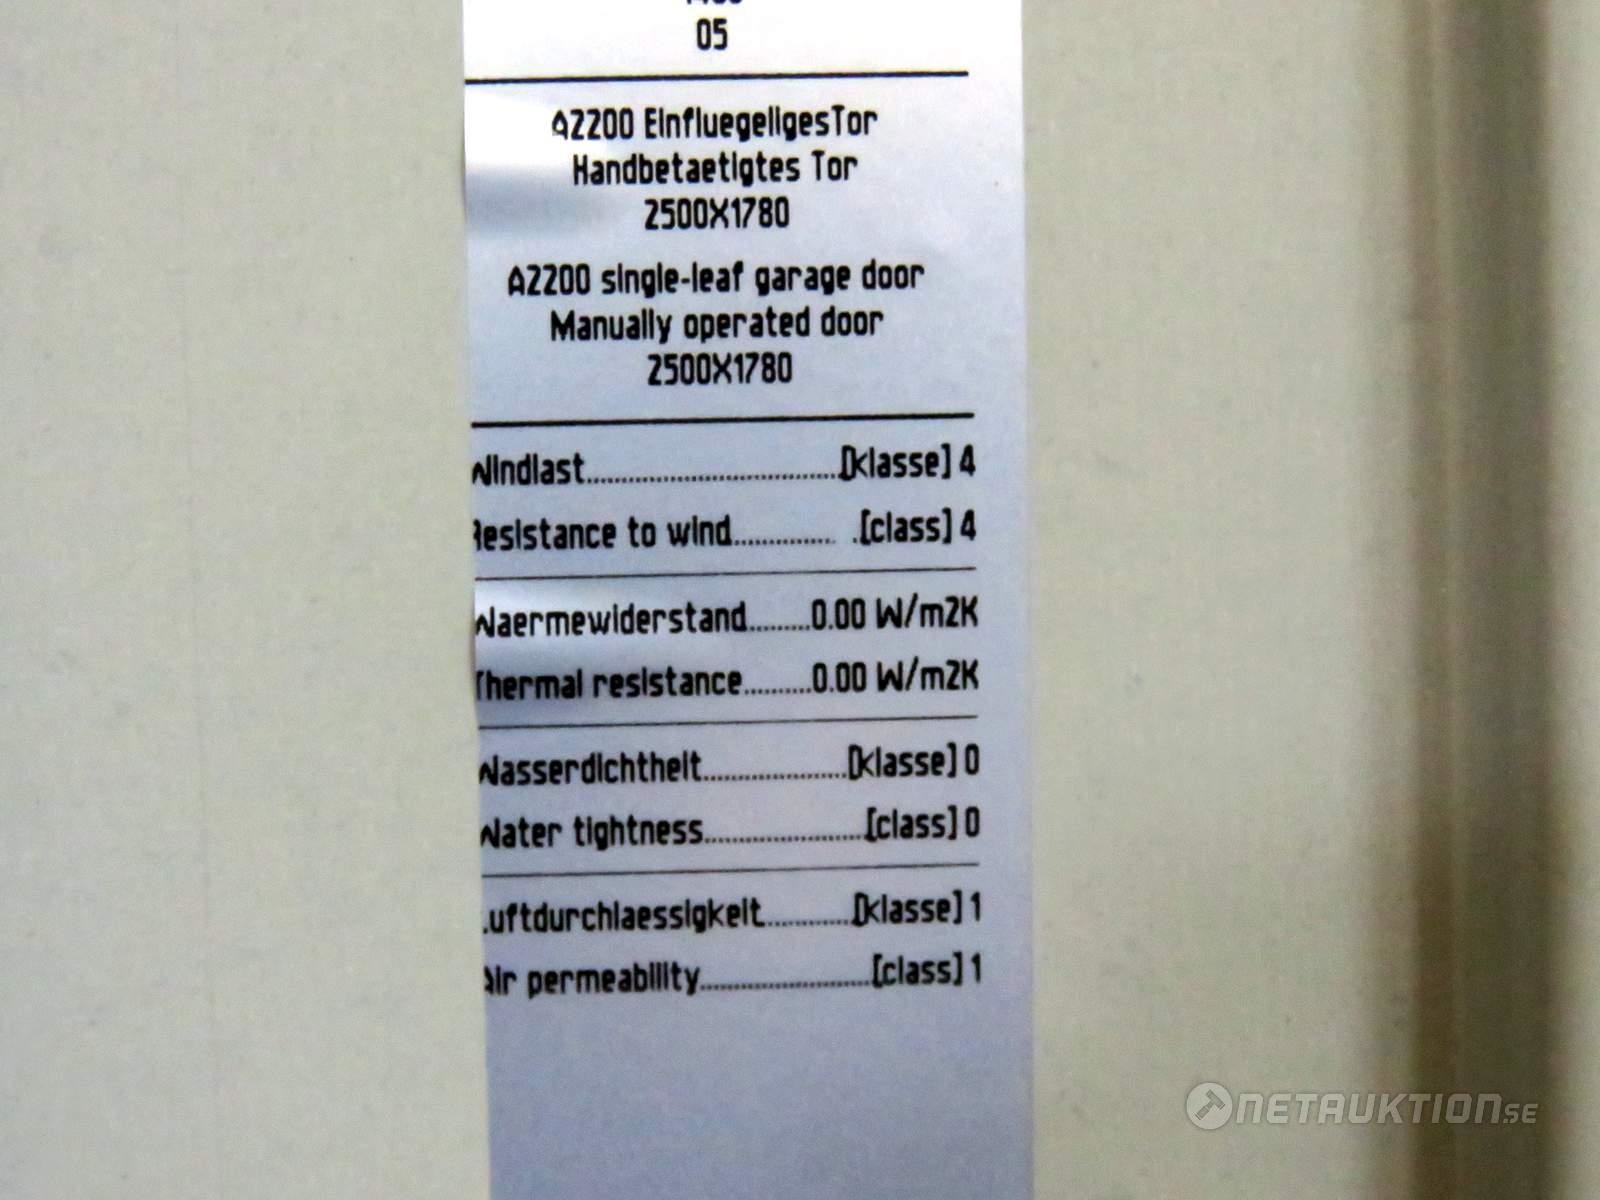 05
A2200 EinfluegeligesTor
Handbetaetigtes Tor
2500X1780
A2200 single-leaf garage door
Manually operated door
2500X1780
Windlast....................................[klasse] 4
Resistance to wind............... .[class] 4
Waermewiderstand.........0.00 W/m2K
Thermal resistance..........0.00 W/m2K
Wasserdichtheit.....................[klasse] 0
Water tightness.......................[class] 0
Luftdurchlaessigkeit.............[klasse] 1
Air permeability.........................[class] 1
NETAUKTION.SE